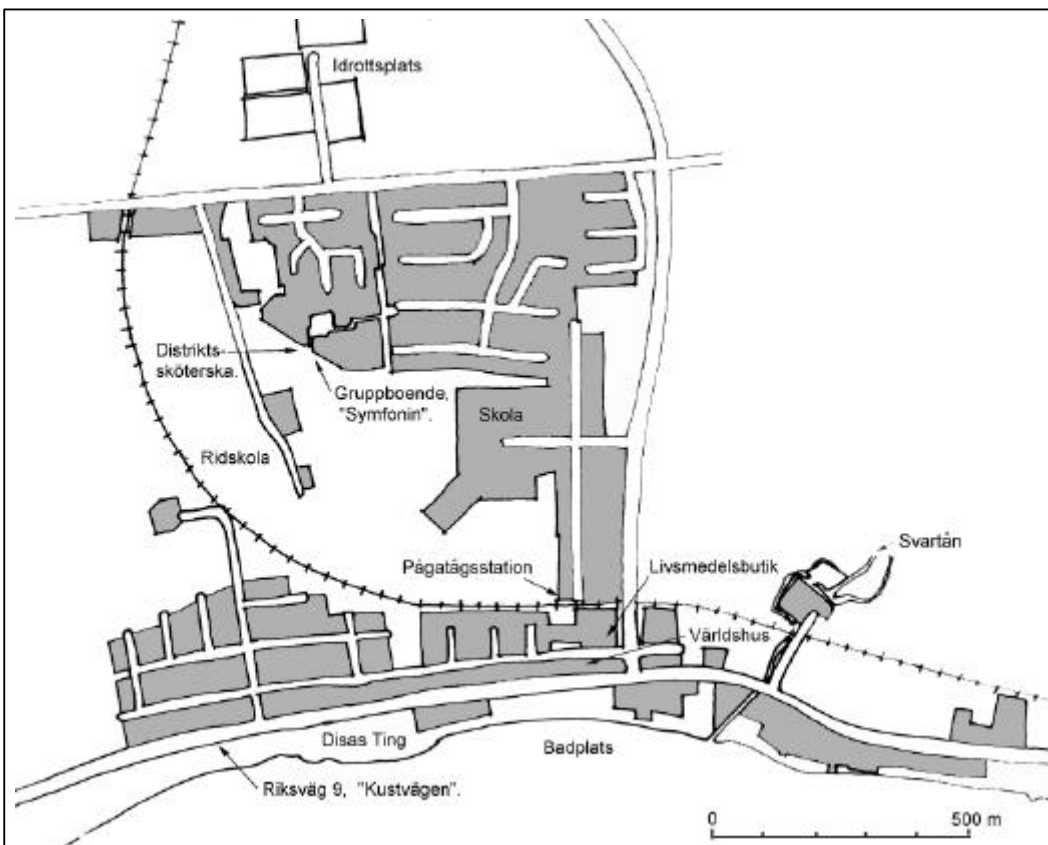 Idrottsplats
Distrikts-
sköterska.
Gruppboende,
"Symfonin".
Skola
Ridskola
Svartån
Pågatågsstation
Livsmedelsbutik
Världshus
Disas Ting
Badplats
Riksväg 9, "Kustvägen".
0
500 m